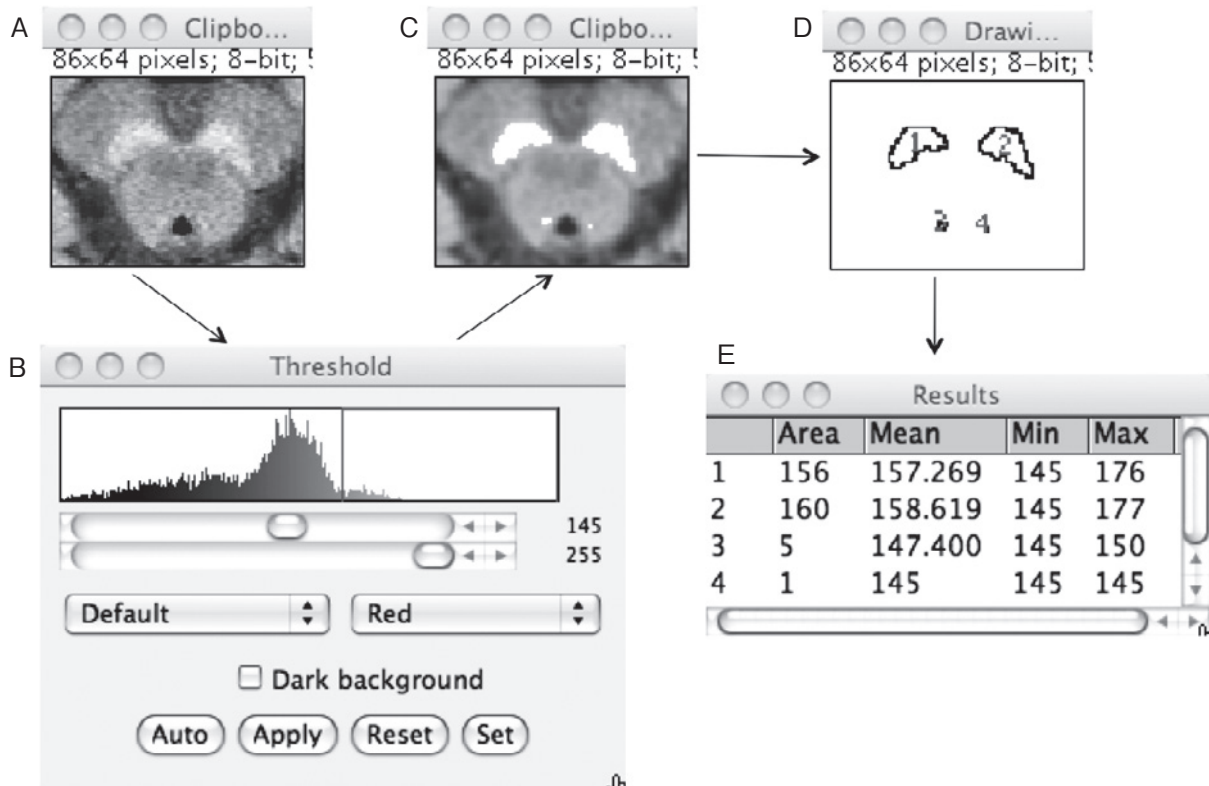 A
Clipbo...
86x64 pixels; 8-bit;
C
Clipbo...
86x64 pixels; 8-bit;
D
Drawi...
86x64 pixels; 8-bit;
1
2
3
4
B
Threshold
145
255
Default
Red
Dark background
Auto
Apply
Reset
Set
E
Results
Area Mean Min Max
1 156 157.269 145 176
2 160 158.619 145 177
3 5 147.400 145 150
4 1 145 145 145